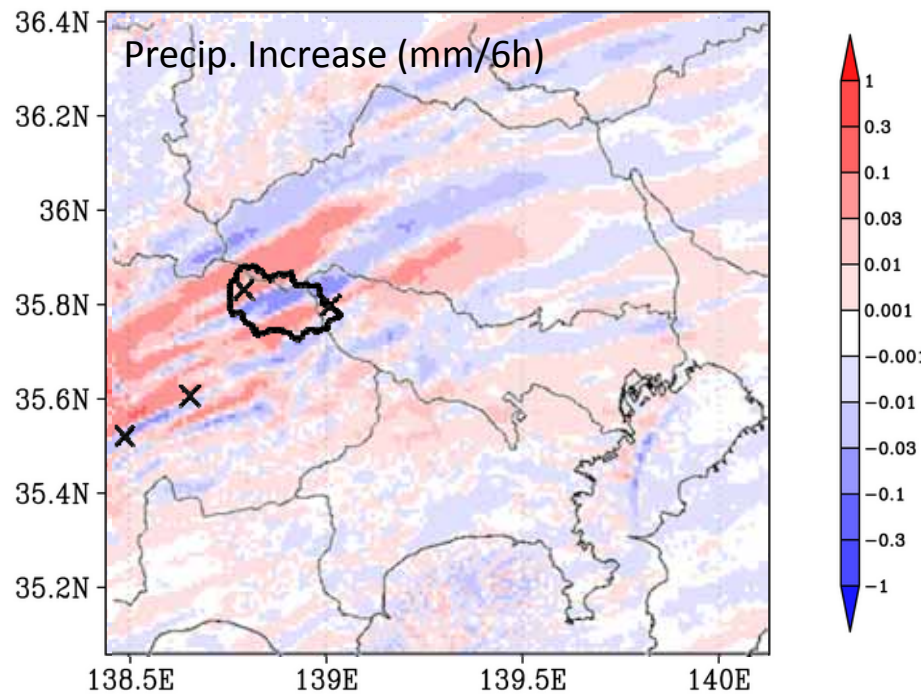 Precip. Increase (mm/6h)
36.4N
36.2N
36N
35.8N
35.6N
35.4N
35.2N
138.5E 139E 139.5E 140E
1
0.3
0.1
0.03
0.01
0.001
-0.001
-0.01
-0.03
-0.1
-0.3
-1